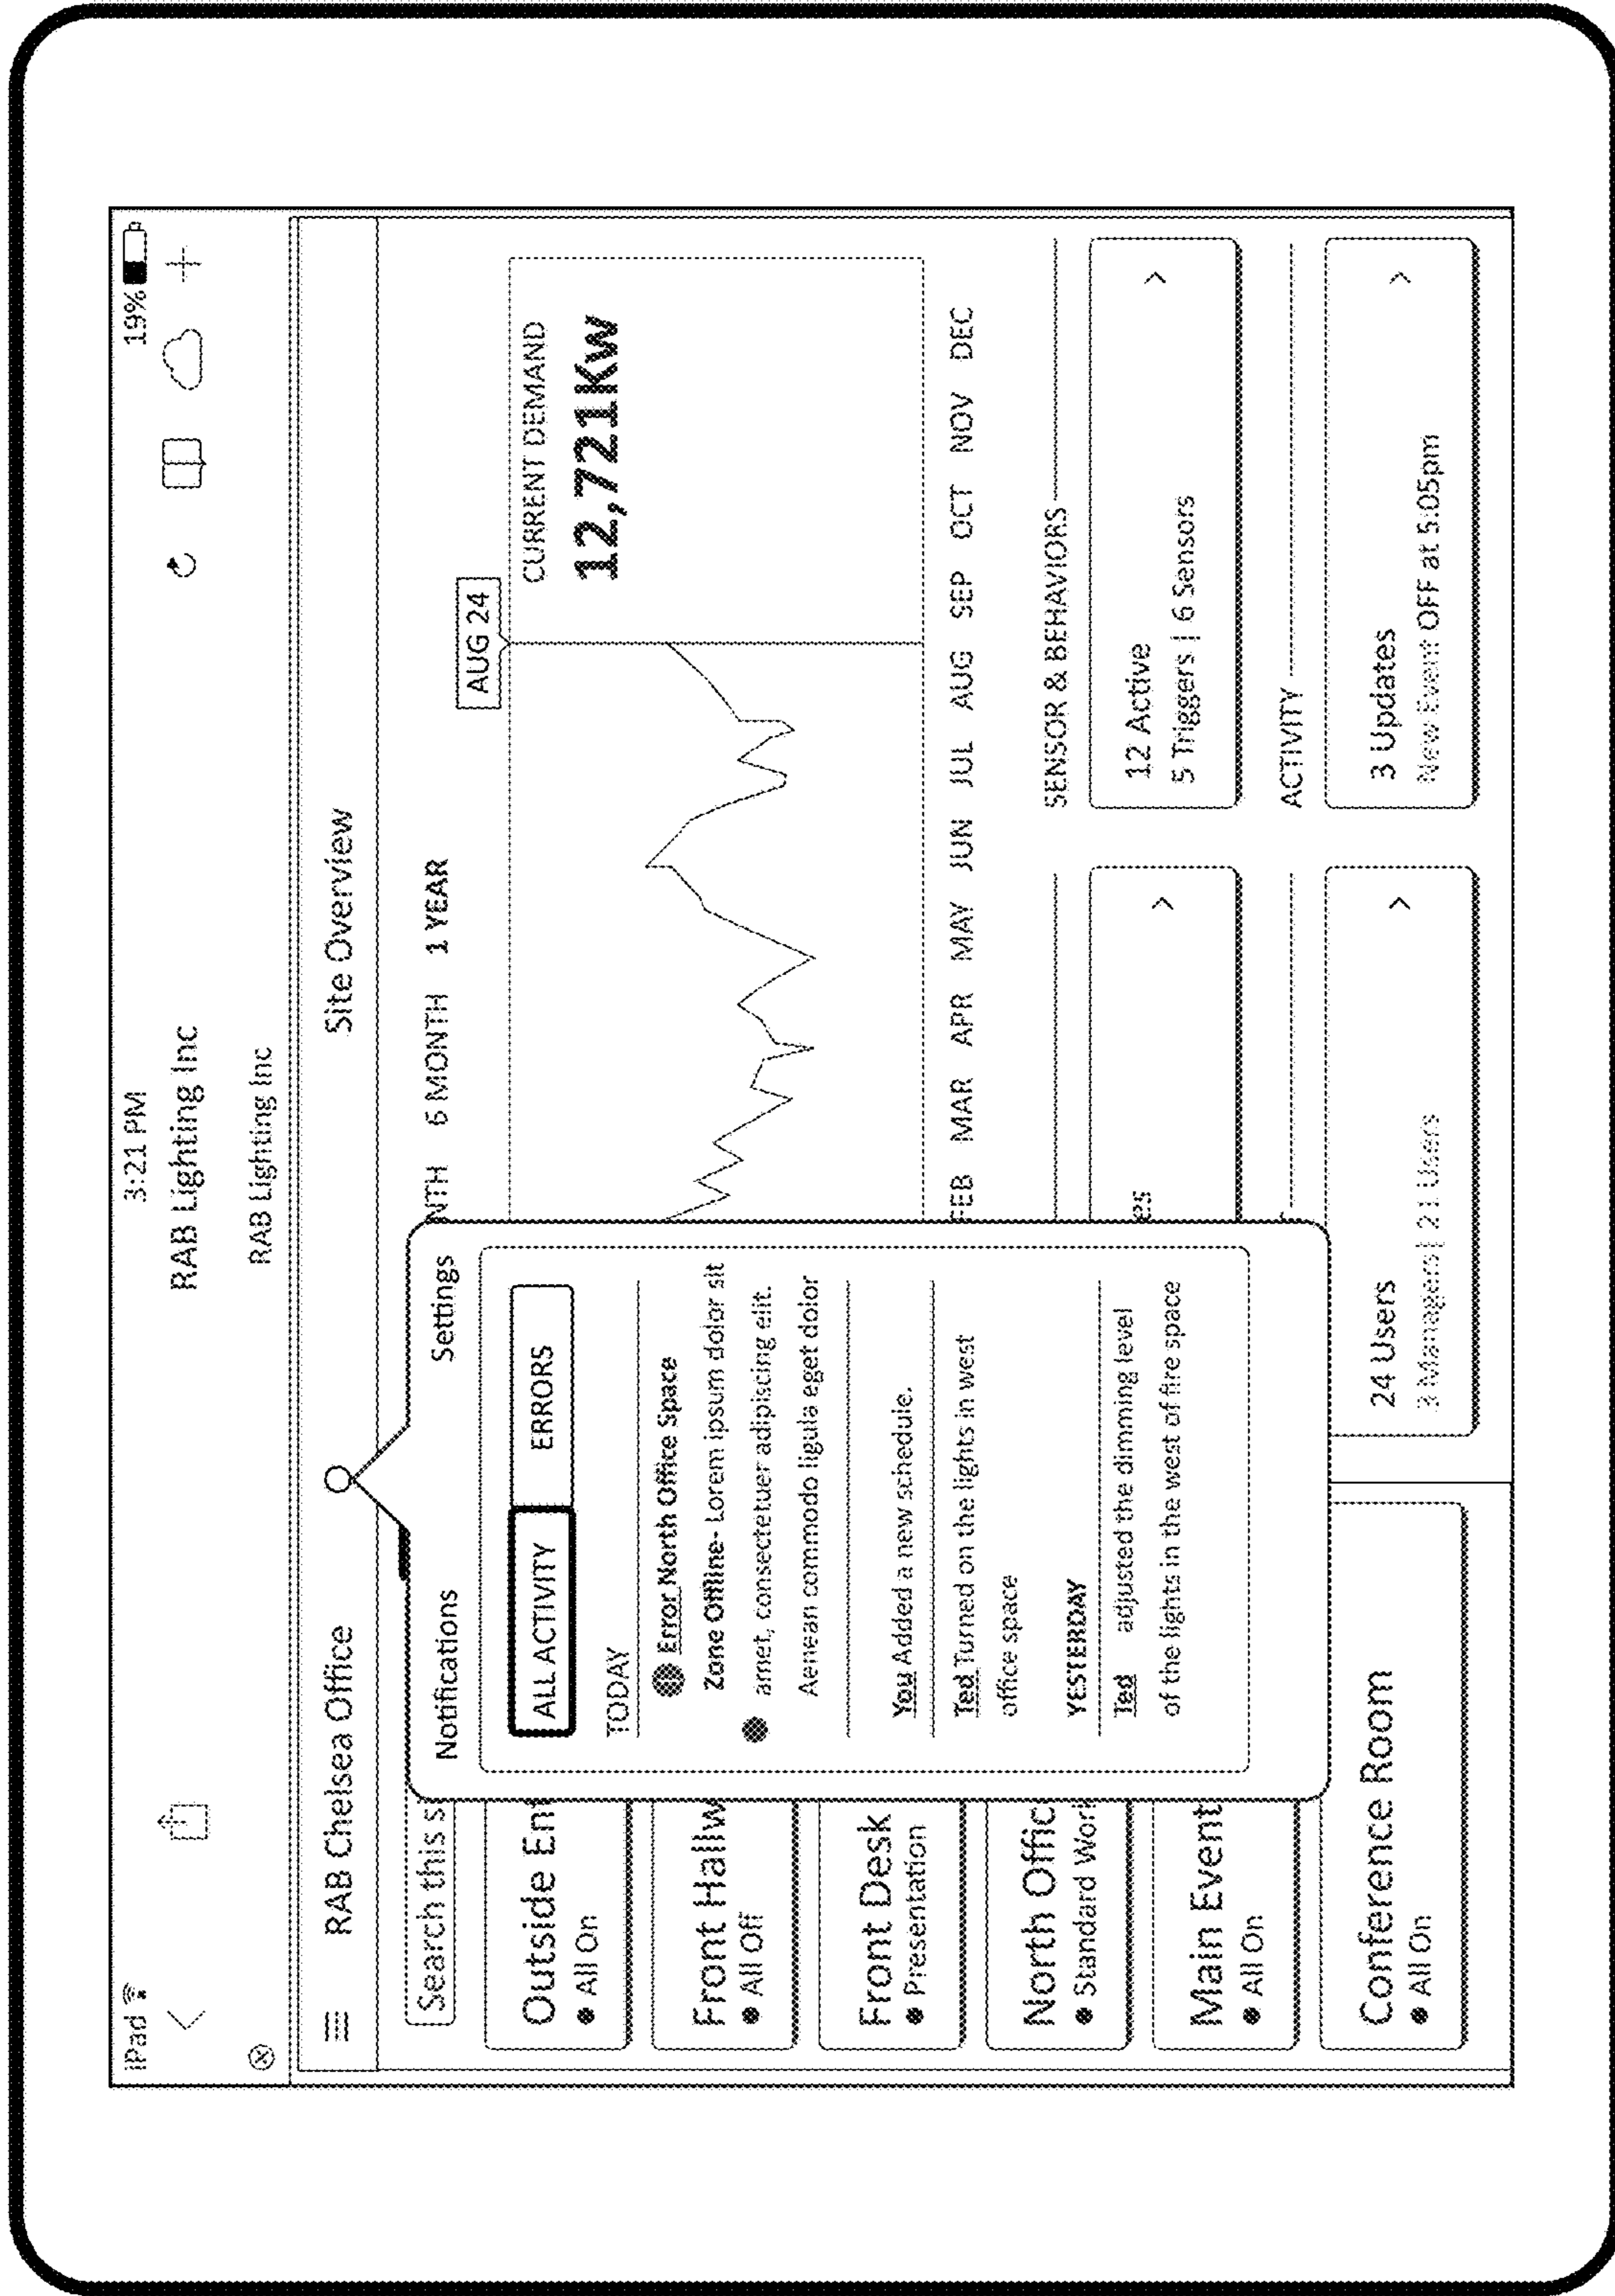 iPad 3:21 PM 19%
RAB Lighting Inc
RAB Lighting Inc
RAB Chelsea Office Site Overview
Search this s
Outside Ent
All On
Front Hallw
All Off
Front Desk
Presentation
North Offic
Standard Work
Main Event
All On
Conference Room
All On
Notifications Settings
ALL ACTIVITY ERRORS
TODAY
Error North Office Space
Zone Offline- Lorem ipsum dolor sit
amet, consectetuer adipiscing elit.
Aenean commodo ligula eget dolor
You Added a new schedule.
Ted Turned on the lights in west
office space
YESTERDAY
Ted adjusted the dimming level
of the lights in the west of fire space
NTH 6 MONTH 1 YEAR
AUG 24
CURRENT DEMAND
12,721Kw
FEB MAR APR MAY JUN JUL AUG SEP OCT NOV DEC
SENSOR & BEHAVIORS
es
12 Active
5 Triggers | 6 Sensors
ACTIVITY
24 Users
3 Managers | 21 Users
3 Updates
New Event OFF at 5:05pm